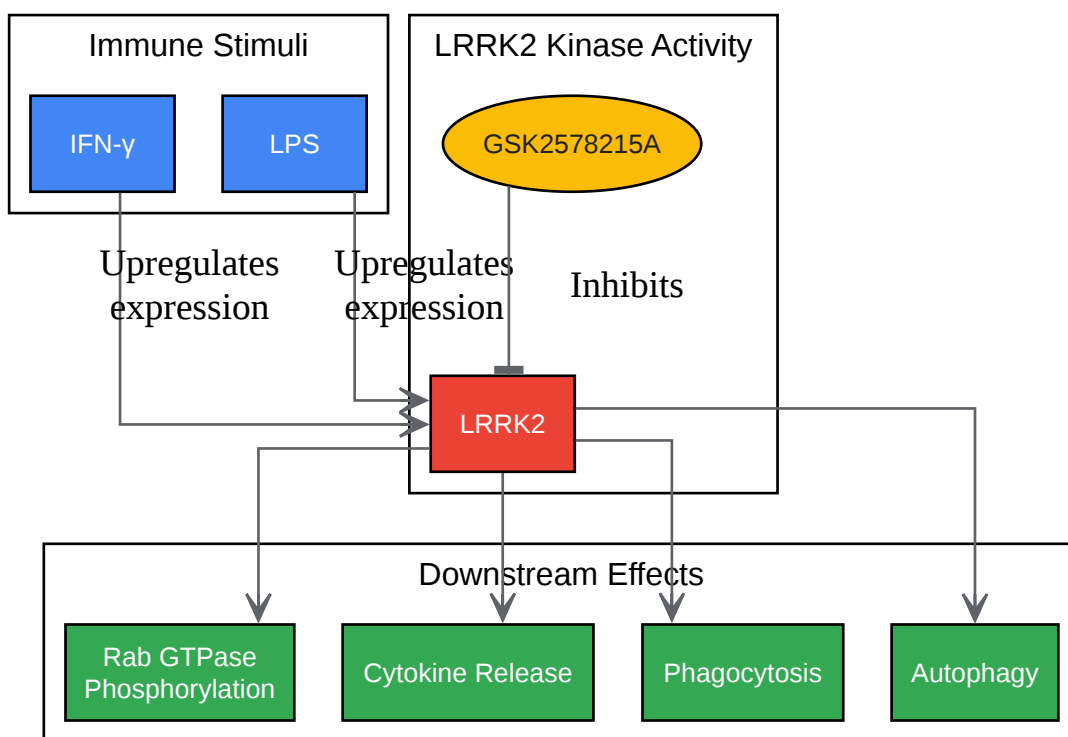 Immune Stimuli
LRRK2 Kinase Activity
IFN-γ
LPS
GSK2578215A
Upregulates
expression
Upregulates
expression
Inhibits
LRRK2
Downstream Effects
Rab GTPase
Phosphorylation
Cytokine Release
Phagocytosis
Autophagy